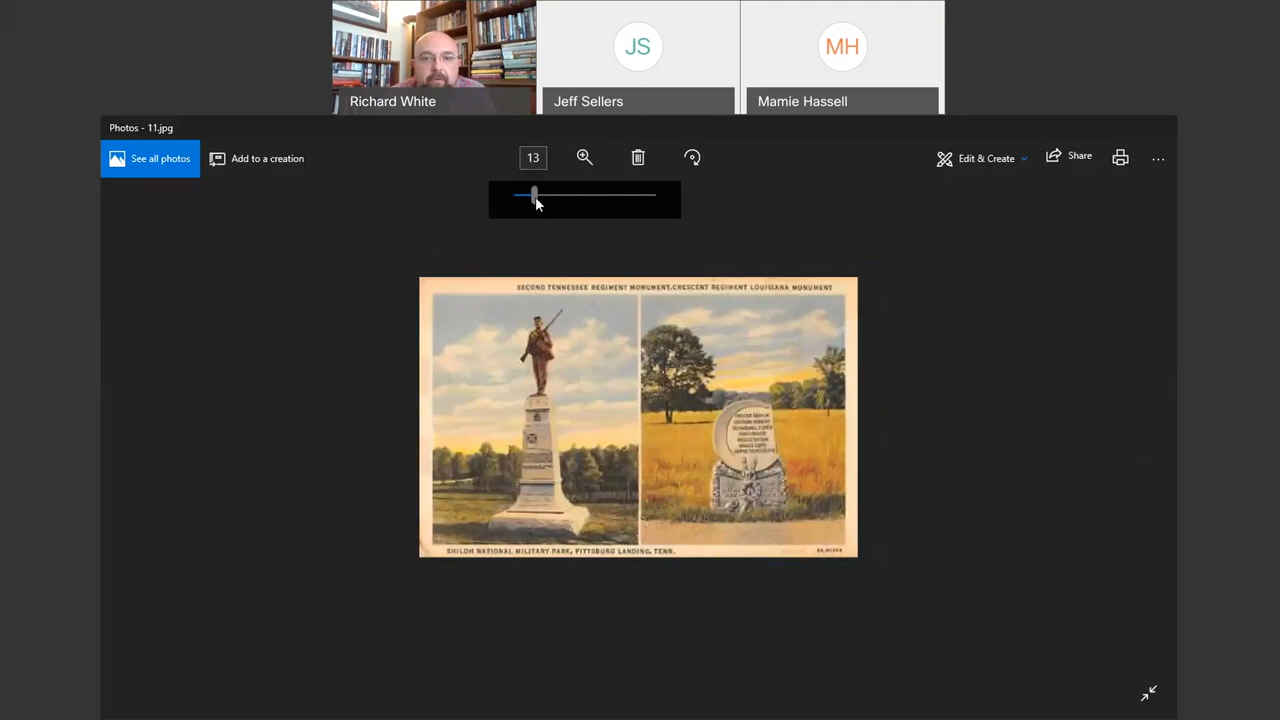 JS
MH
Richard White
Jeff Sellers
Mamie Hassell
Photos - 11.jpg
See all photos
Add to a creation
13
Edit & Create
Share
SECOND TENNESSEE REGIMENT MONUMENT. CRESCENT REGIMENT LOUISIANA MONUMENT
SHILOH NATIONAL MILITARY PARK, PITTSBURG LANDING, TENN.